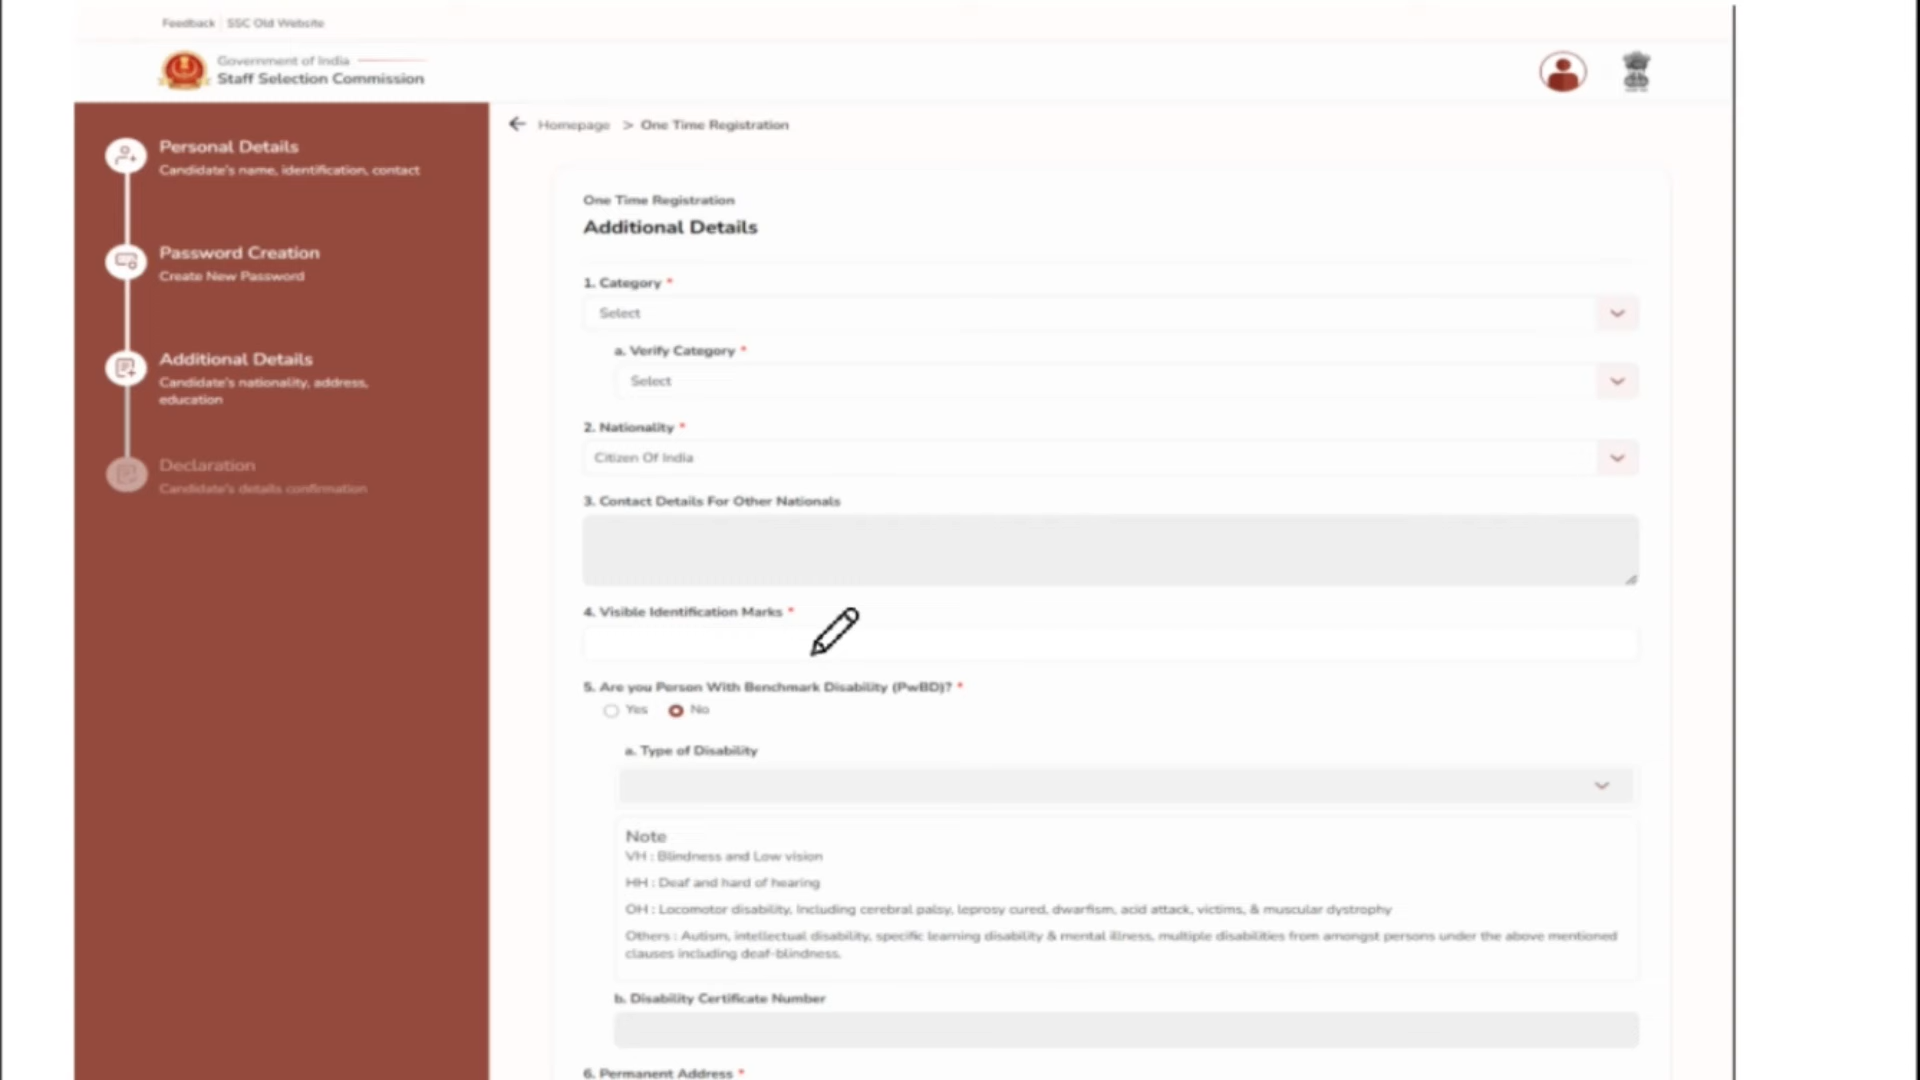 Feedback SSC Old Website
Government of India
Staff Selection Commission
Personal Details
Candidate's name, identification, contact
Password Creation
Create New Password
Additional Details
Candidate's nationality, address,
education
Declaration
Candidate's details confirmation
Homepage > One Time Registration
One Time Registration
Additional Details
1. Category *
Select
a. Verify Category *
Select
2. Nationality *
Citizen Of India
3. Contact Details For Other Nationals
4. Visible Identification Marks *
5. Are you Person With Benchmark Disability (PwBD)? *
Yes No
a. Type of Disability
Note
VH : Blindness and Low vision
HH : Deaf and hard of hearing
OH : Locomotor disability, Including cerebral palsy, leprosy cured, dwarfism, acid attack, victims, & muscular dystrophy
Others : Autism, intellectual disability, specific learning disability & mental illness, multiple disabilities from amongst persons under the above mentioned
clauses including deaf-blindness.
b. Disability Certificate Number
6. Permanent Address *